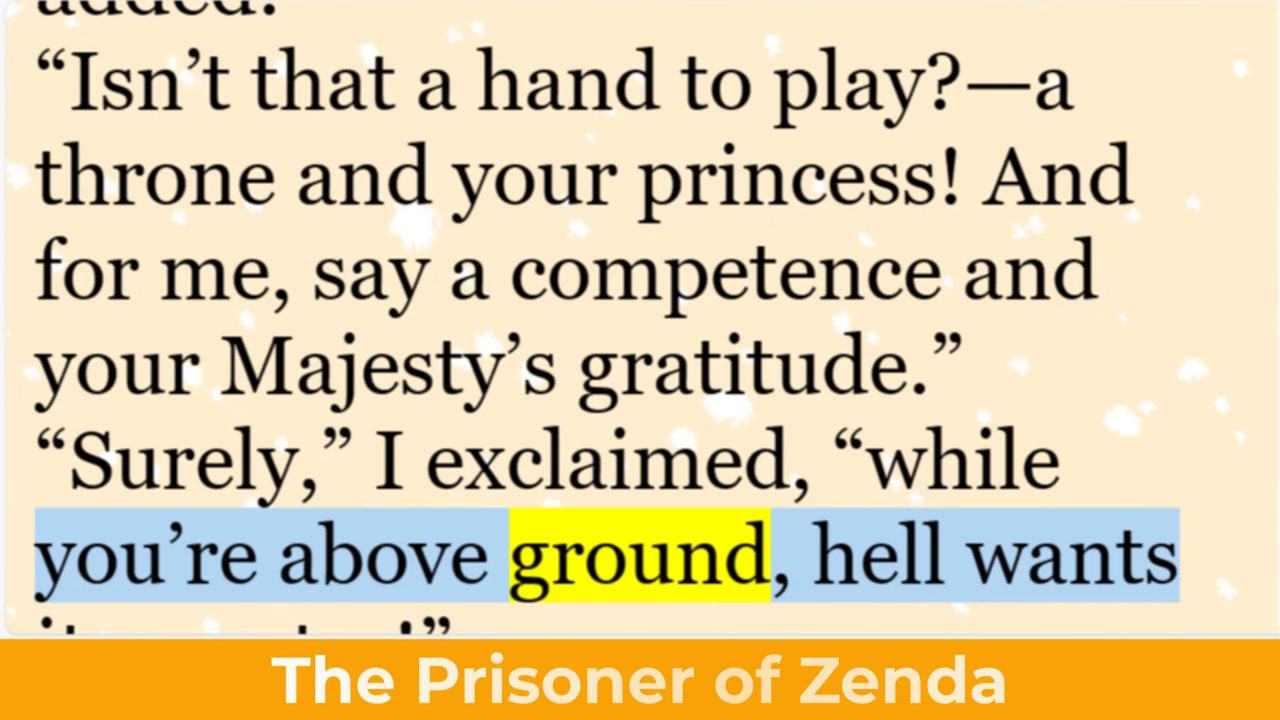 added:
“Isn’t that a hand to play?—a
throne and your princess! And
for me, say a competence and
your Majesty’s gratitude.”
“Surely,” I exclaimed, “while
you’re above ground, hell wants
The Prisoner of Zenda